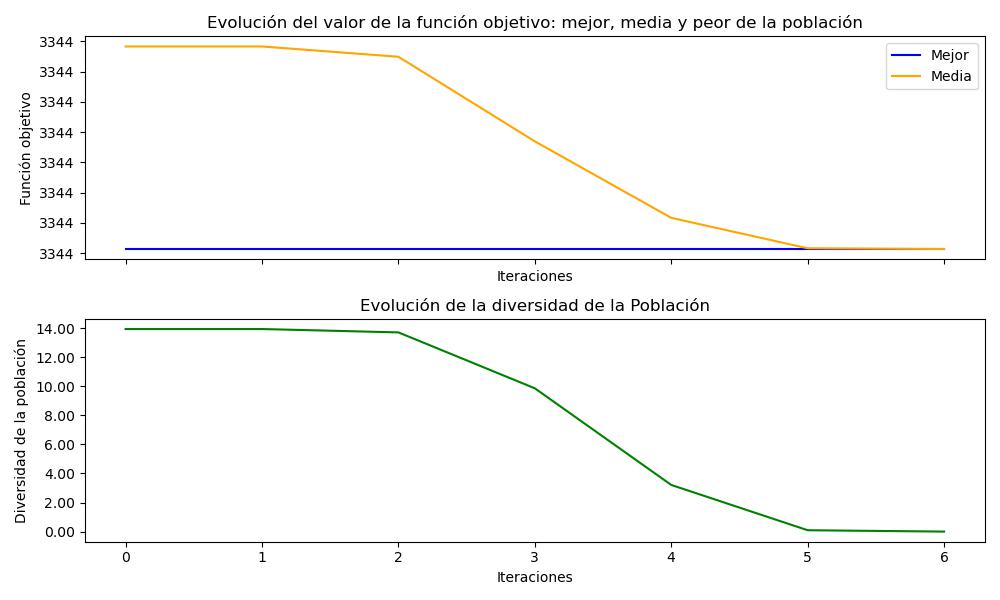 Evolución del valor de la función objetivo: mejor, media y peor de la población
Función objetivo
3344
3344
3344
3344
3344
3344
3344
3344
Mejor
Media
Iteraciones
Evolución de la diversidad de la Población
Diversidad de la población
14.00
12.00
10.00
8.00
6.00
4.00
2.00
0.00
0 1 2 3 4 5 6
Iteraciones